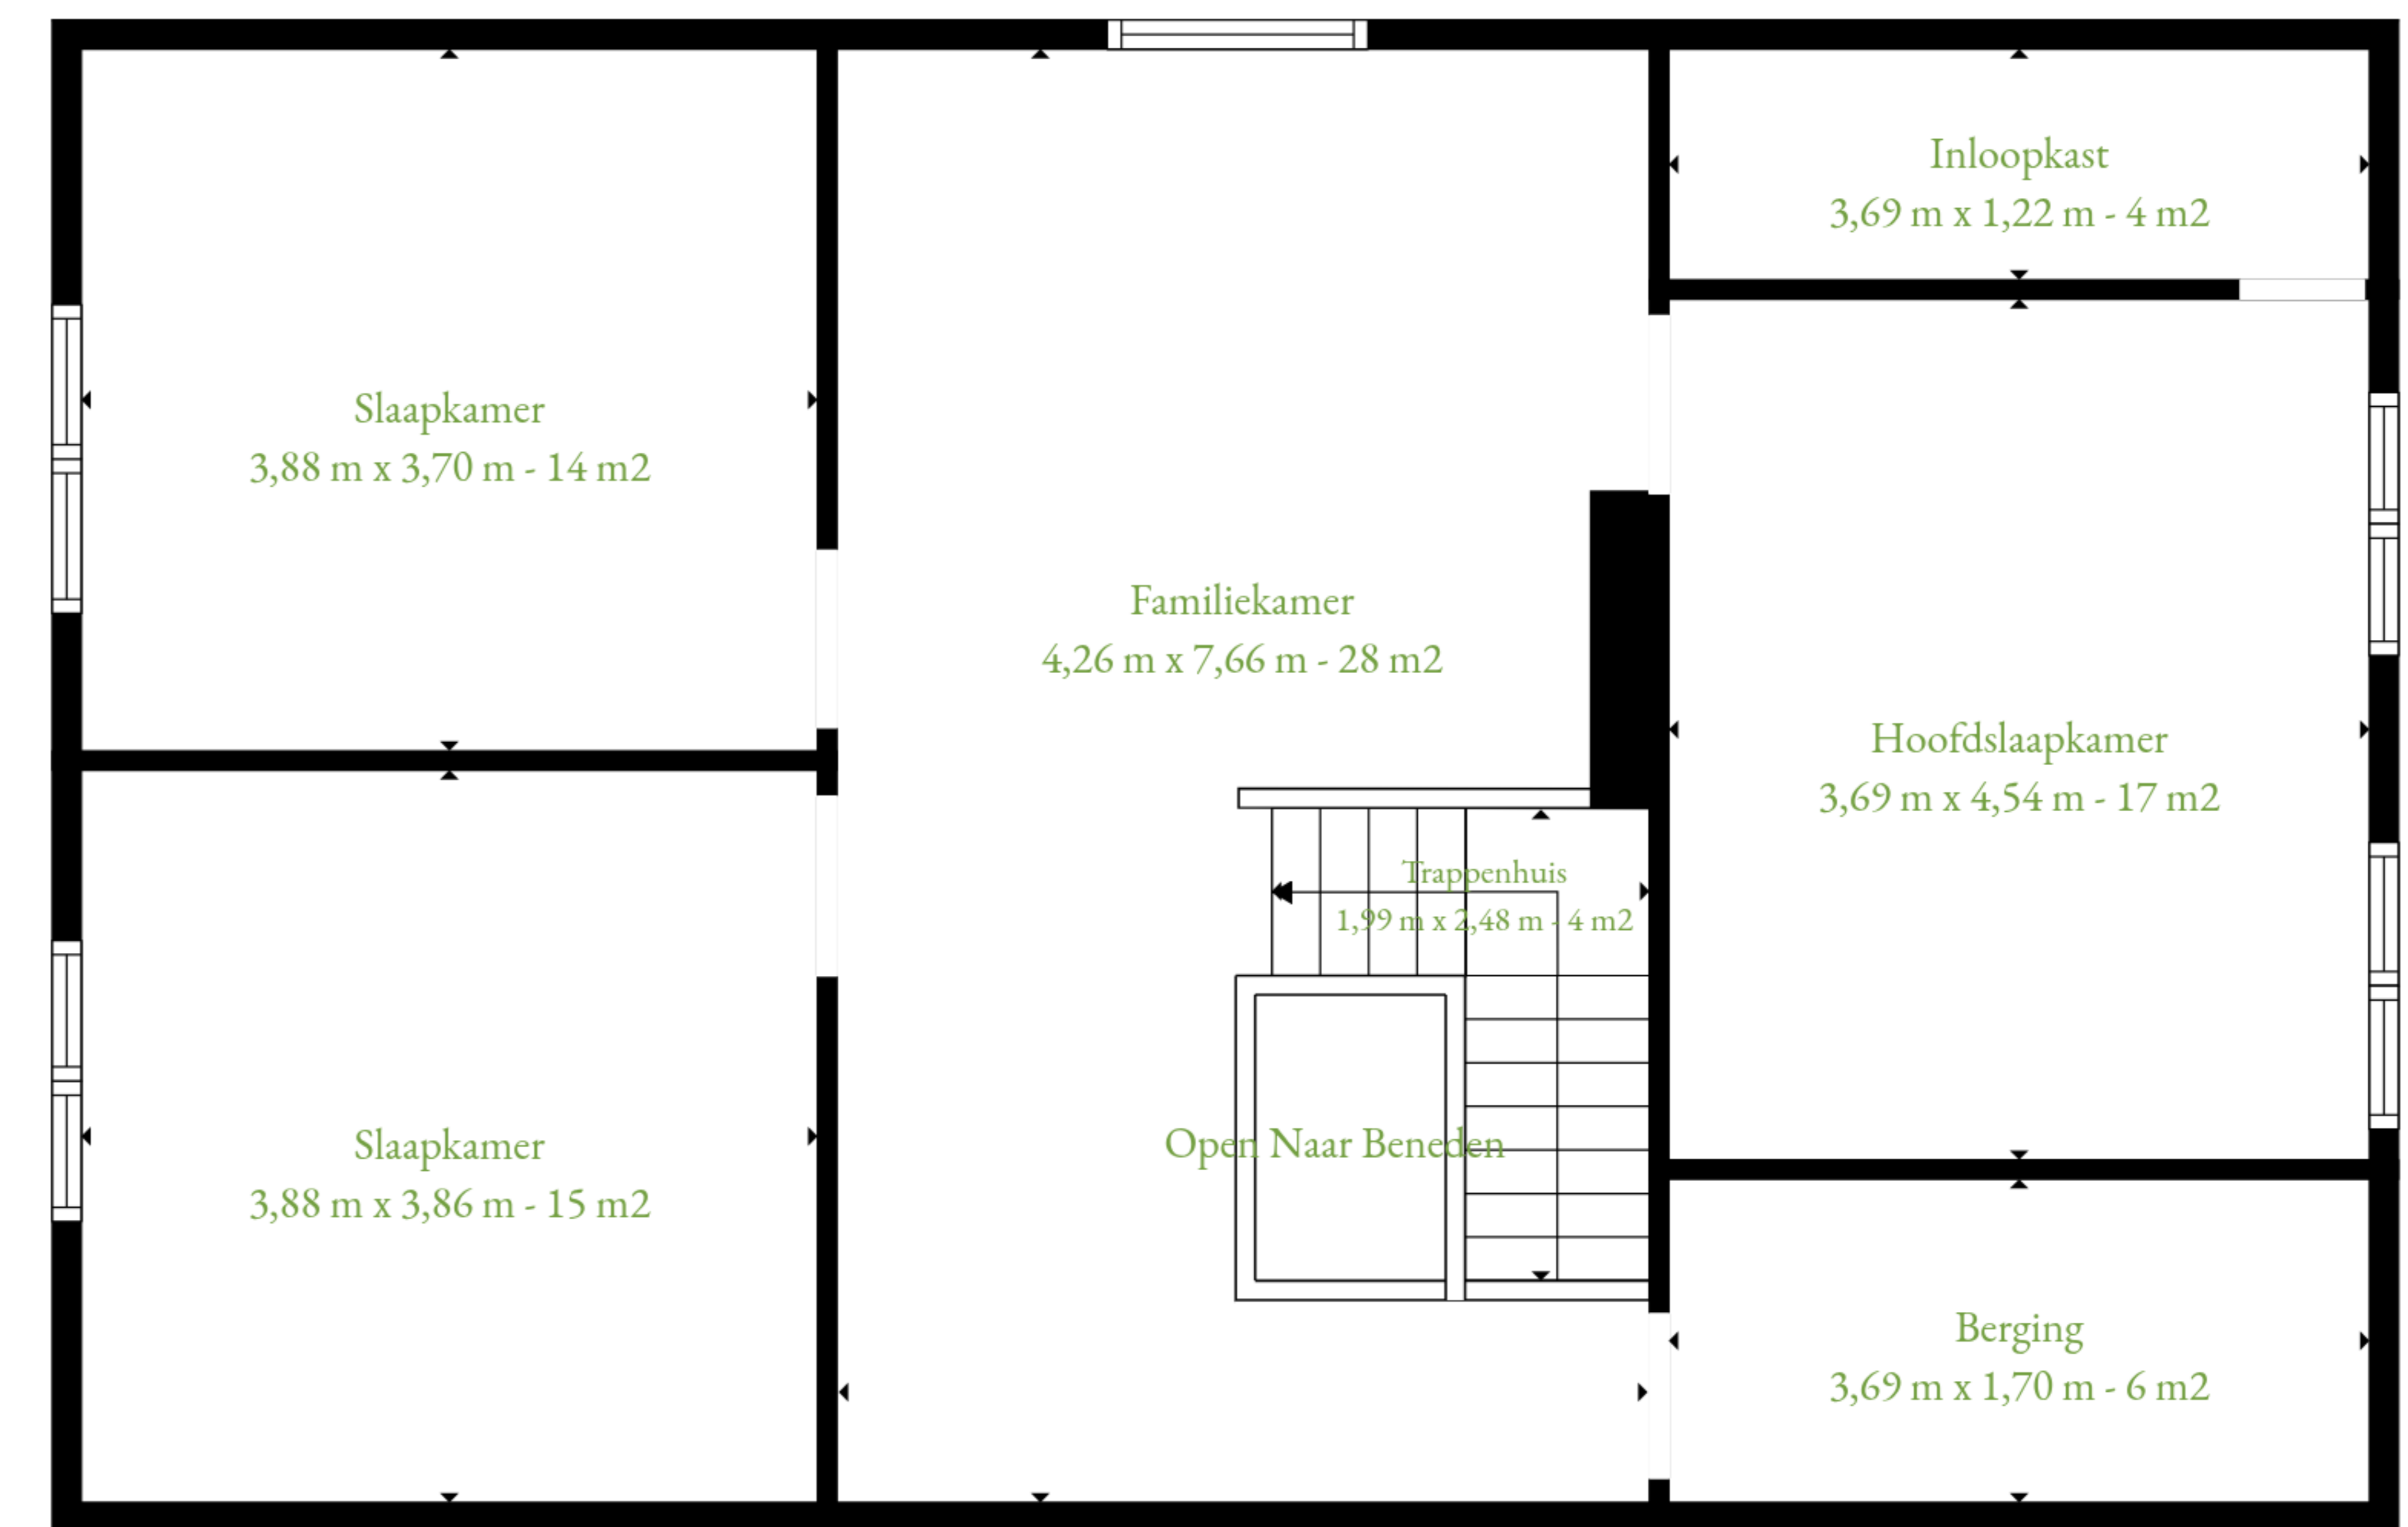 Inloopkast
3,69 m x 1,22 m - 4 m2
Slaapkamer
3,88 m x 3,70 m - 14 m2
Familiekamer
4,26 m x 7,66 m - 28 m2
Hoofdslaapkamer
3,69 m x 4,54 m - 17 m2
Trappenhuis
1,99 m x 2,48 m - 4 m2
Open Naar Beneden
Slaapkamer
3,88 m x 3,86 m - 15 m2
Berging
3,69 m x 1,70 m - 6 m2